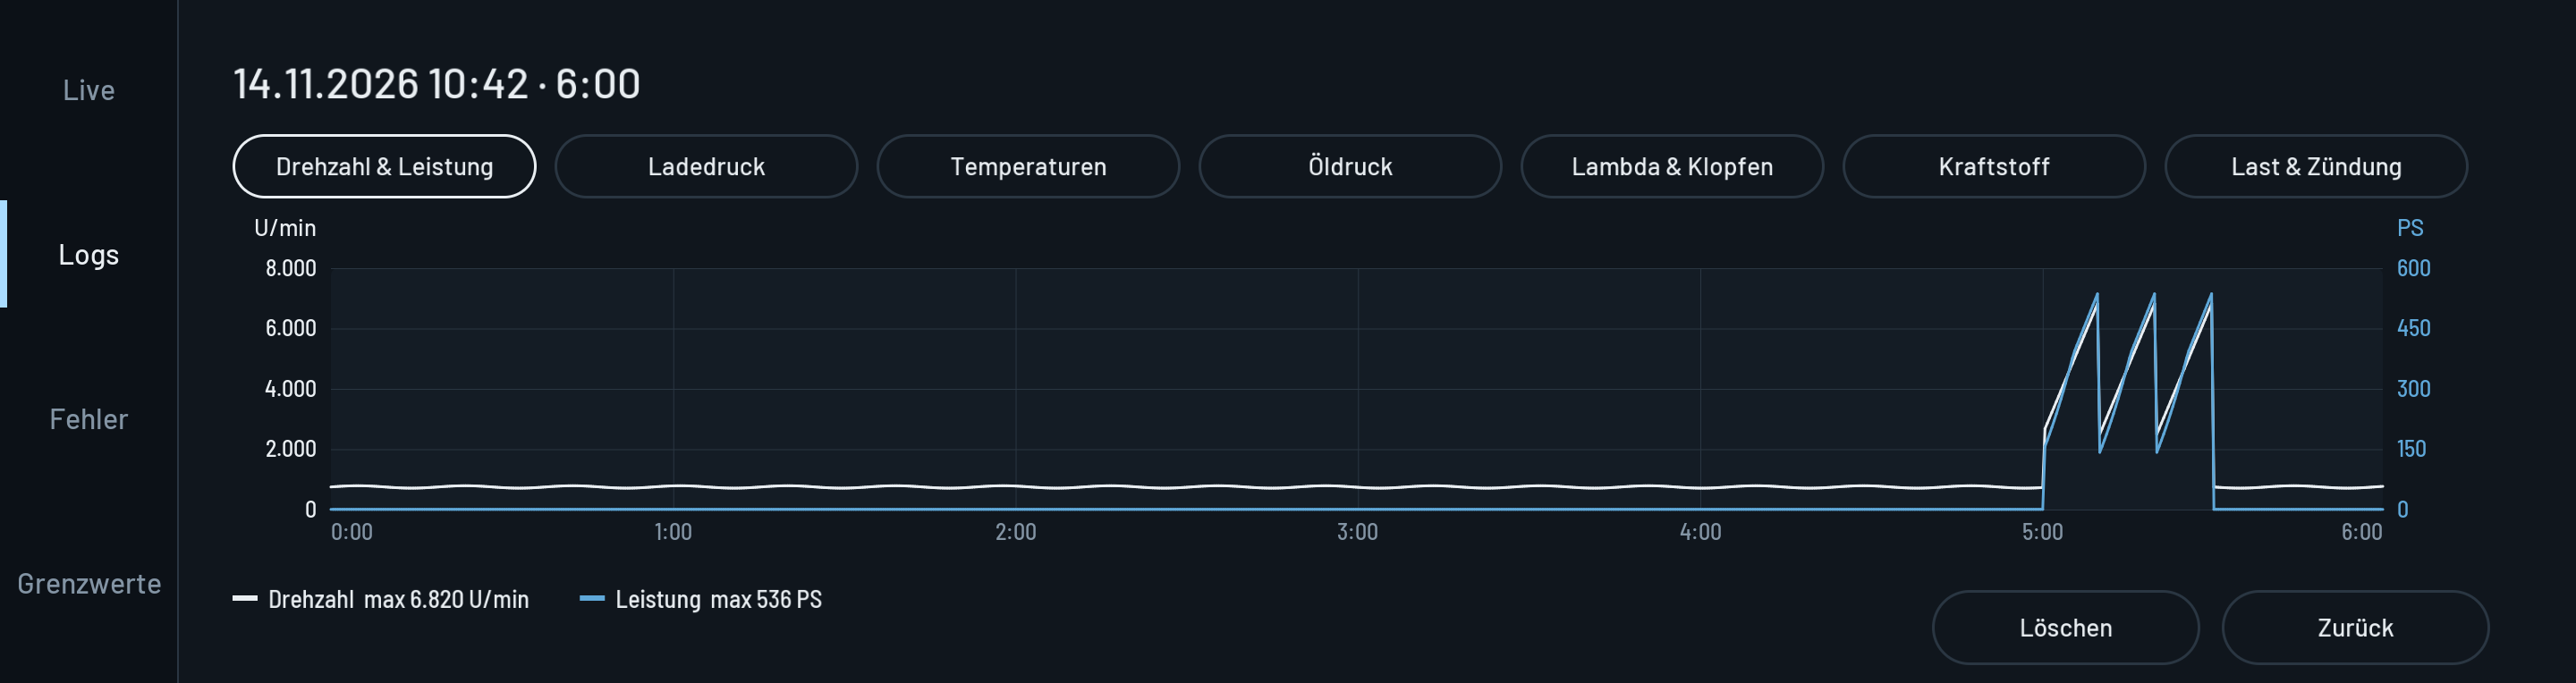 Live
Logs
Fehler
Grenzwerte
14.11.2026 10:42 · 6:00
Drehzahl & Leistung
Ladedruck
Temperaturen
Öldruck
Lambda & Klopfen
Kraftstoff
Last & Zündung
U/min
PS
8.000
600
6.000
450
4.000
300
2.000
150
0
0
0:00 1:00 2:00 3:00 4:00 5:00 6:00
Drehzahl max 6.820 U/min
Leistung max 536 PS
Löschen
Zurück